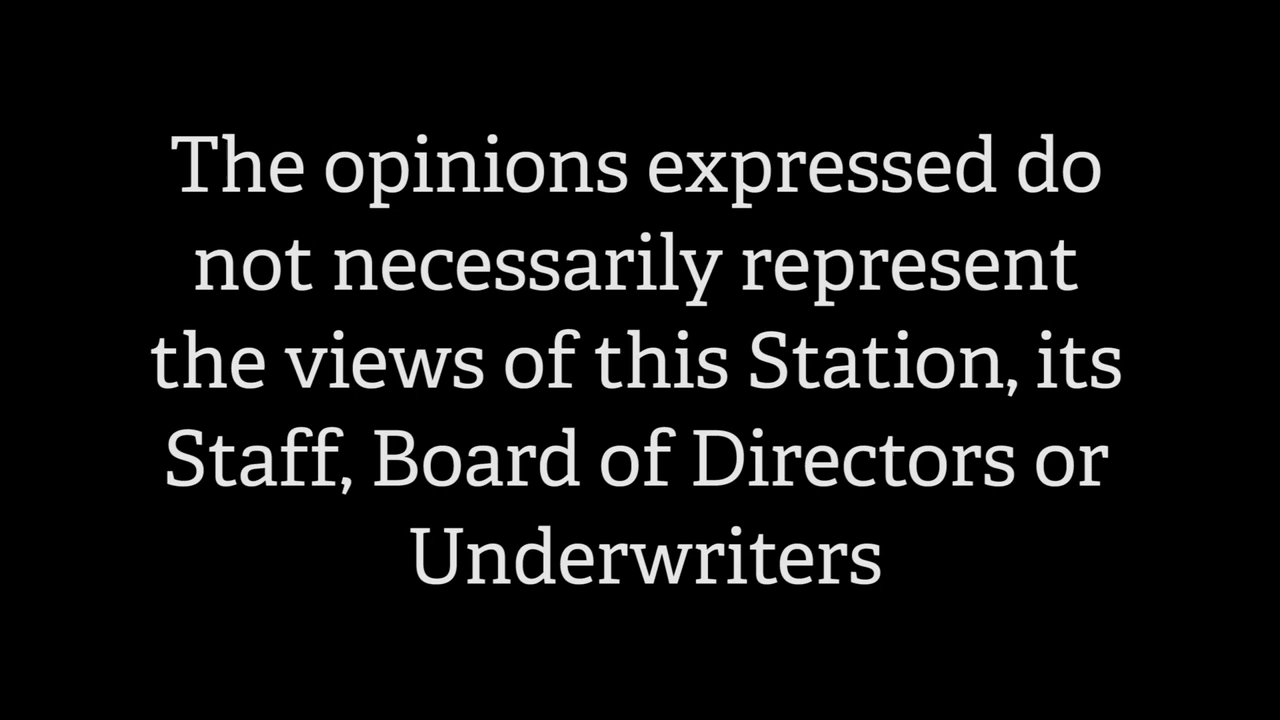 The opinions expressed do
not necessarily represent
the views of this Station, its
Staff, Board of Directors or
Underwriters